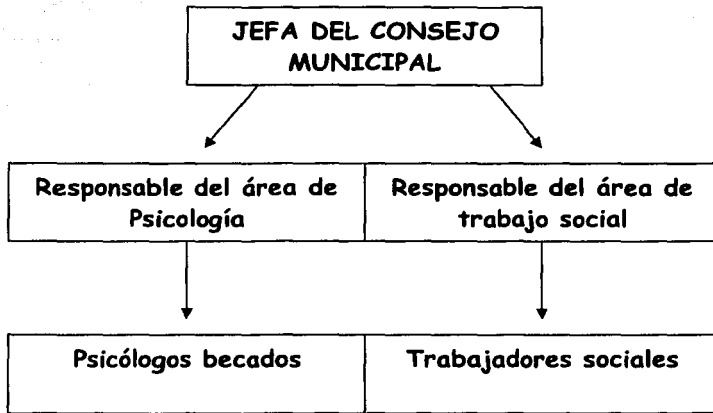 JEFA DEL CONSEJO
MUNICIPAL
Responsable del área de
Psicología
Responsable del área de
trabajo social
Psicólogos becados
Trabajadores sociales